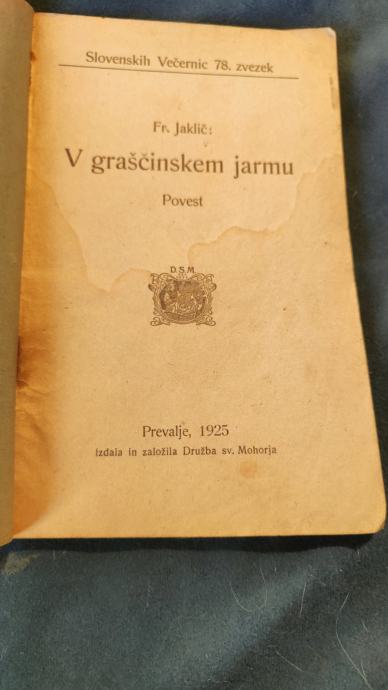 Slovenskih Večernic 78. zvezek
Fr. Jaklič:
V graščinskem jarmu
Povest
D.S.M.
Prevalje, 1925
Izdala in založila Družba sv. Mohorja